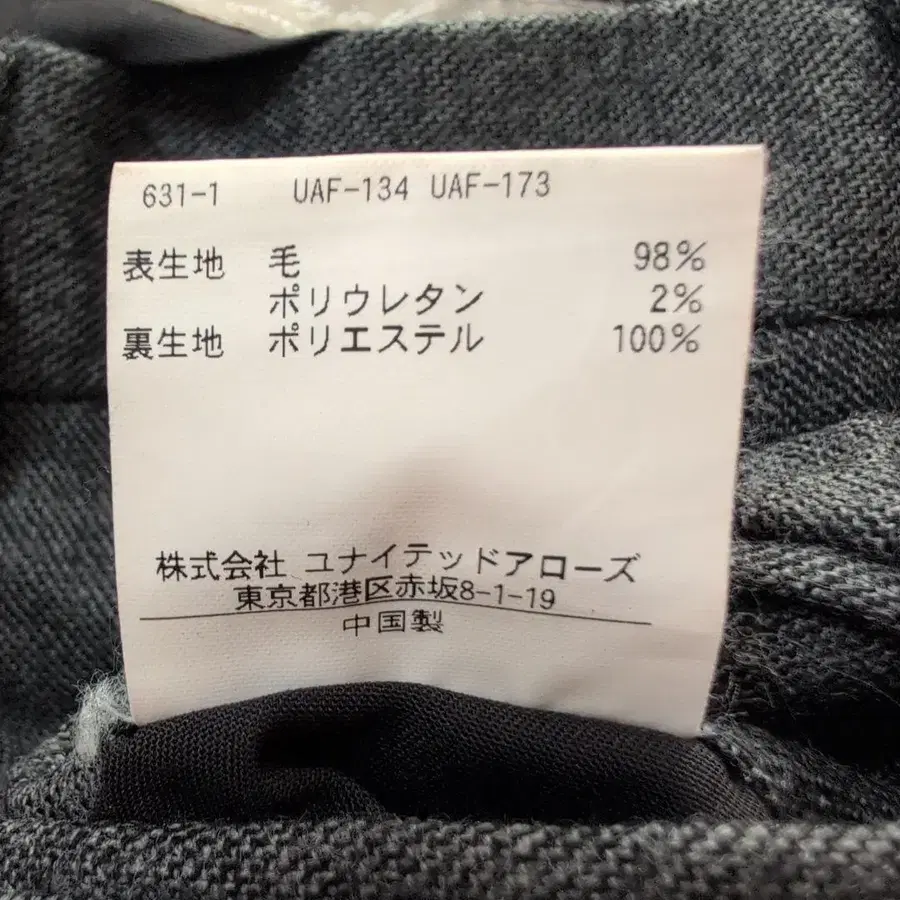 631-1 UAF-134 UAF-173
表生地 毛 98%
ポリウレタン 2%
裏生地 ポリエステル 100%
株式会社 ユナイテッドアローズ
東京都港区赤坂8-1-19
中国製